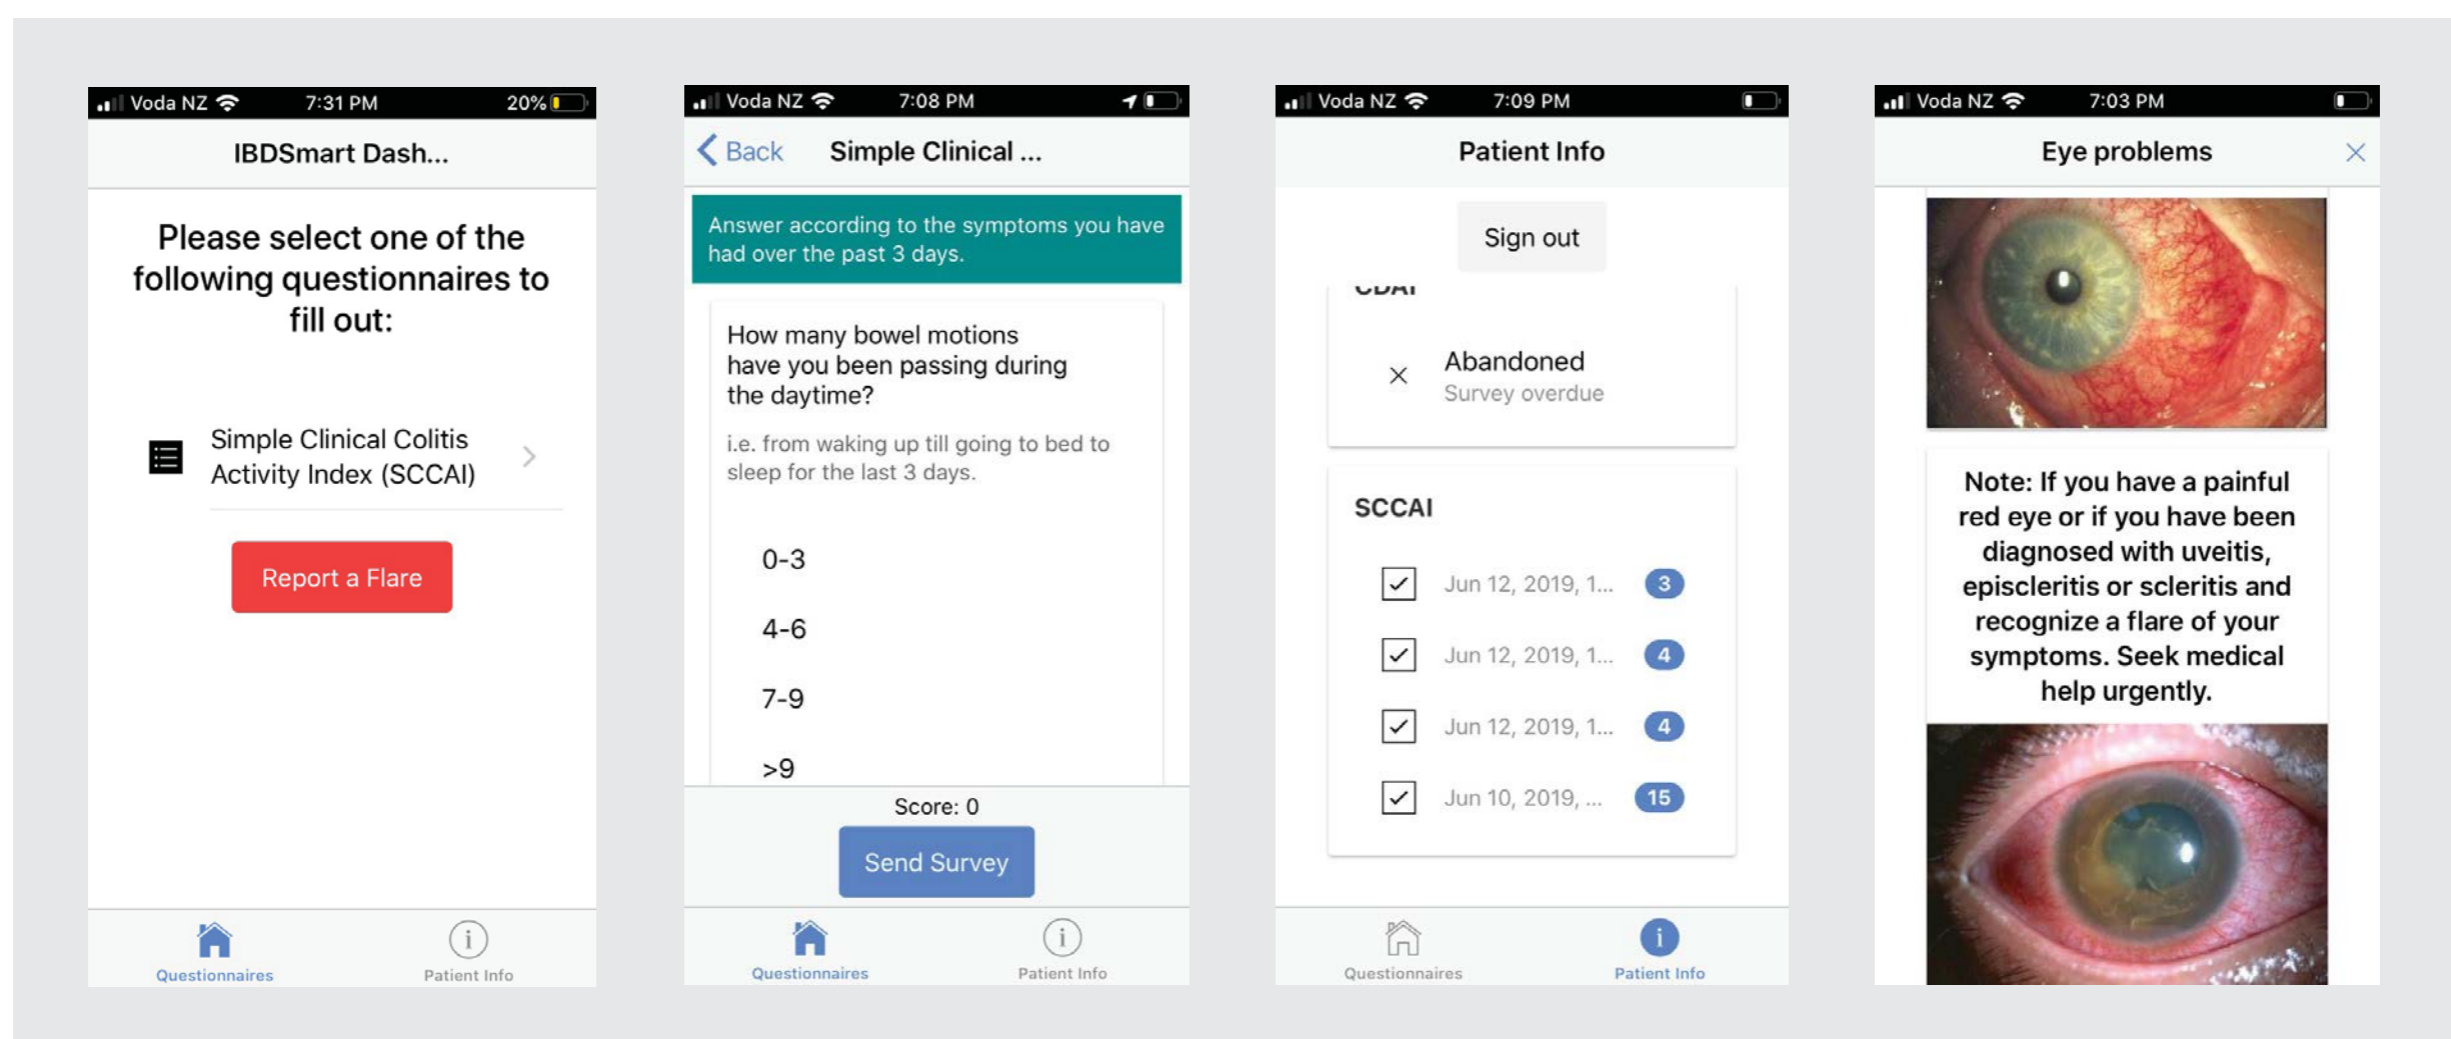 Voda NZ 7:31 PM 20%
IBDSmart Dash...
Please select one of the
following questionnaires to
fill out:
Simple Clinical Colitis
Activity Index (SCCAI)
Report a Flare
Questionnaires Patient Info
Voda NZ 7:08 PM
Back Simple Clinical ...
Answer according to the symptoms you have
had over the past 3 days.
How many bowel motions
have you been passing during
the daytime?
i.e. from waking up till going to bed to
sleep for the last 3 days.
0-3
4-6
7-9
>9
Score: 0
Send Survey
Questionnaires Patient Info
Voda NZ 7:09 PM
Patient Info
Sign out
CDAI
Abandoned
Survey overdue
SCCAI
Jun 12, 2019, 1... 3
Jun 12, 2019, 1... 4
Jun 12, 2019, 1... 4
Jun 10, 2019, ... 15
Questionnaires Patient Info
Voda NZ 7:03 PM
Eye problems
Note: If you have a painful
red eye or if you have been
diagnosed with uveitis,
episcleritis or scleritis and
recognize a flare of your
symptoms. Seek medical
help urgently.